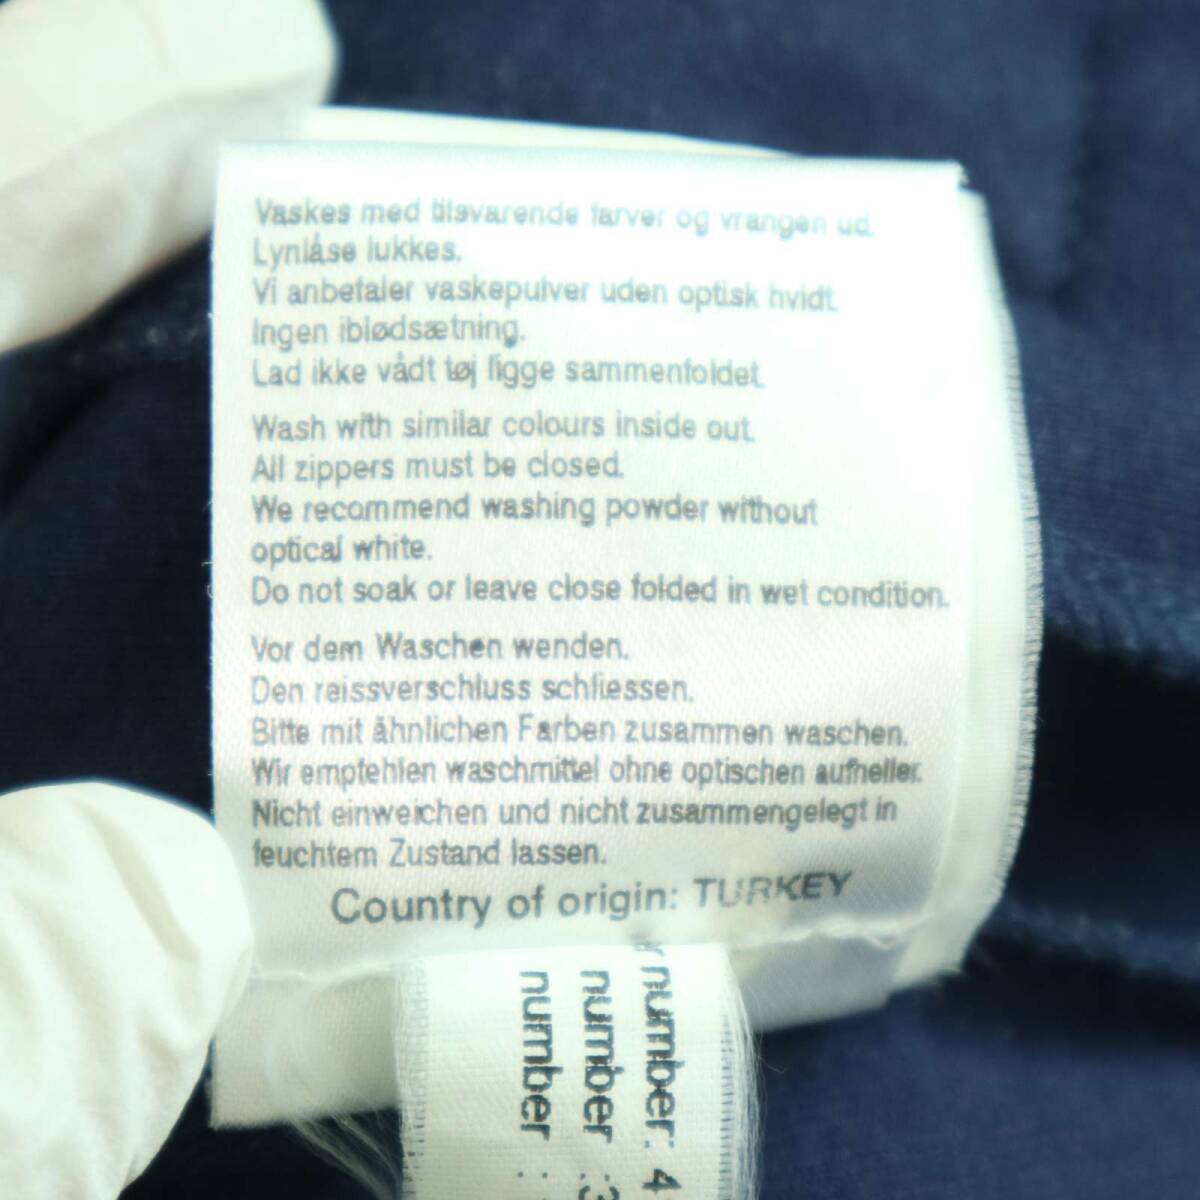 Vaskes med tilsvarende farver og vrangen ud.
Lynlåse lukkes.
Vi anbefaler vaskepulver uden optisk hvidt.
Ingen iblødsætning.
Lad ikke vådt tøj ligge sammenfoldet.
Wash with similar colours inside out.
All zippers must be closed.
We recommend washing powder without
optical white.
Do not soak or leave close folded in wet condition.
Vor dem Waschen wenden.
Den reissverschluss schliessen.
Bitte mit ähnlichen Farben zusammen waschen.
Wir empfehlen waschmittel ohne optischen aufheller.
Nicht einweichen und nicht zusammengelegt in
feuchtem Zustand lassen.
Country of origin: TURKEY
number: 4
number :3
number :